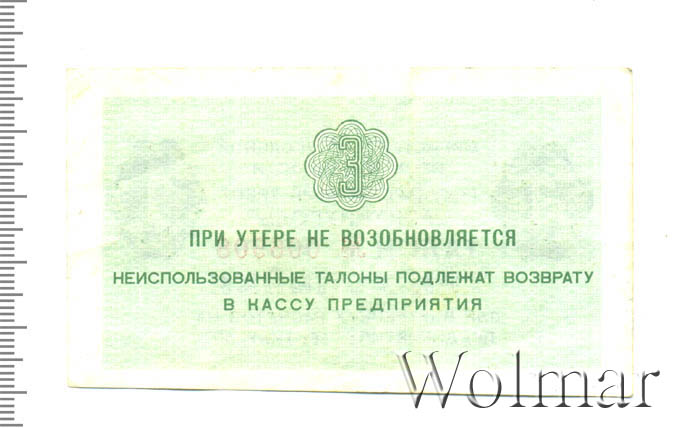 3
ПРИ УТЕРЕ НЕ ВОЗОБНОВЛЯЕТСЯ
НЕИСПОЛЬЗОВАННЫЕ ТАЛОНЫ ПОДЛЕЖАТ ВОЗВРАТУ
В КАССУ ПРЕДПРИЯТИЯ
Wolmar